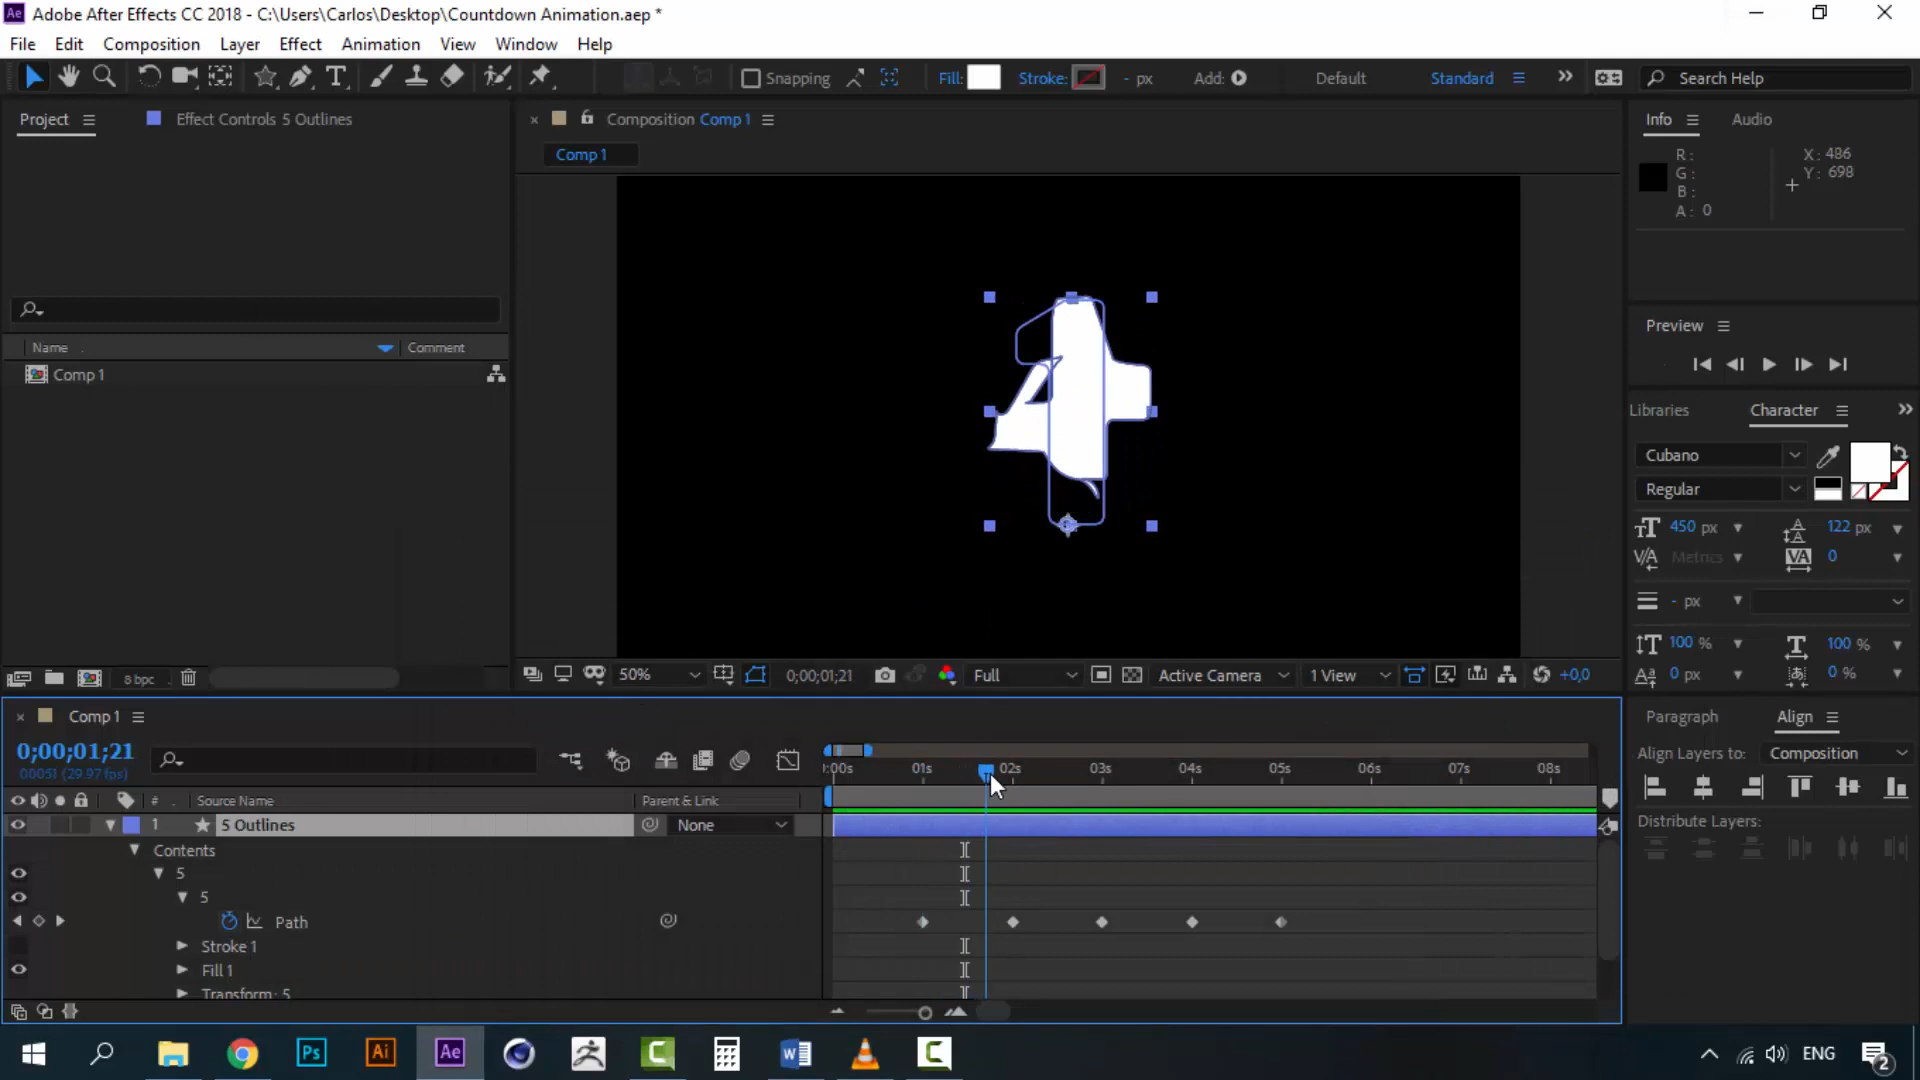 Adobe After Effects CC 2018 - C:\Users\Carlos\Desktop\Countdown Animation.aep *
File Edit Composition Layer Effect Animation View Window Help
Snapping Fill: Stroke: - px Add: Default Standard Search Help
Project Effect Controls 5 Outlines Composition Comp 1 Info Audio
Comp 1
R: X: 486
G: Y: 698
B:
A: 0
Preview
Name Comment
Comp 1
Libraries Character
Cubano
Regular
450 px 122 px
Metrics 0
- px
100 % 100 %
0 px 0 %
8 bpc 50% 0;00;01;21 Full Active Camera 1 View +0,0
Comp 1 Paragraph Align
0;00;01;21 Align Layers to: Composition
00051 (29.97 fps)
:00s 01s 02s 03s 04s 05s 06s 07s 08s
# Source Name Parent & Link Distribute Layers:
1 5 Outlines None
Contents
5
5
Path
Stroke 1
Fill 1
Transform: 5
Ps Ai Ae ENG 2